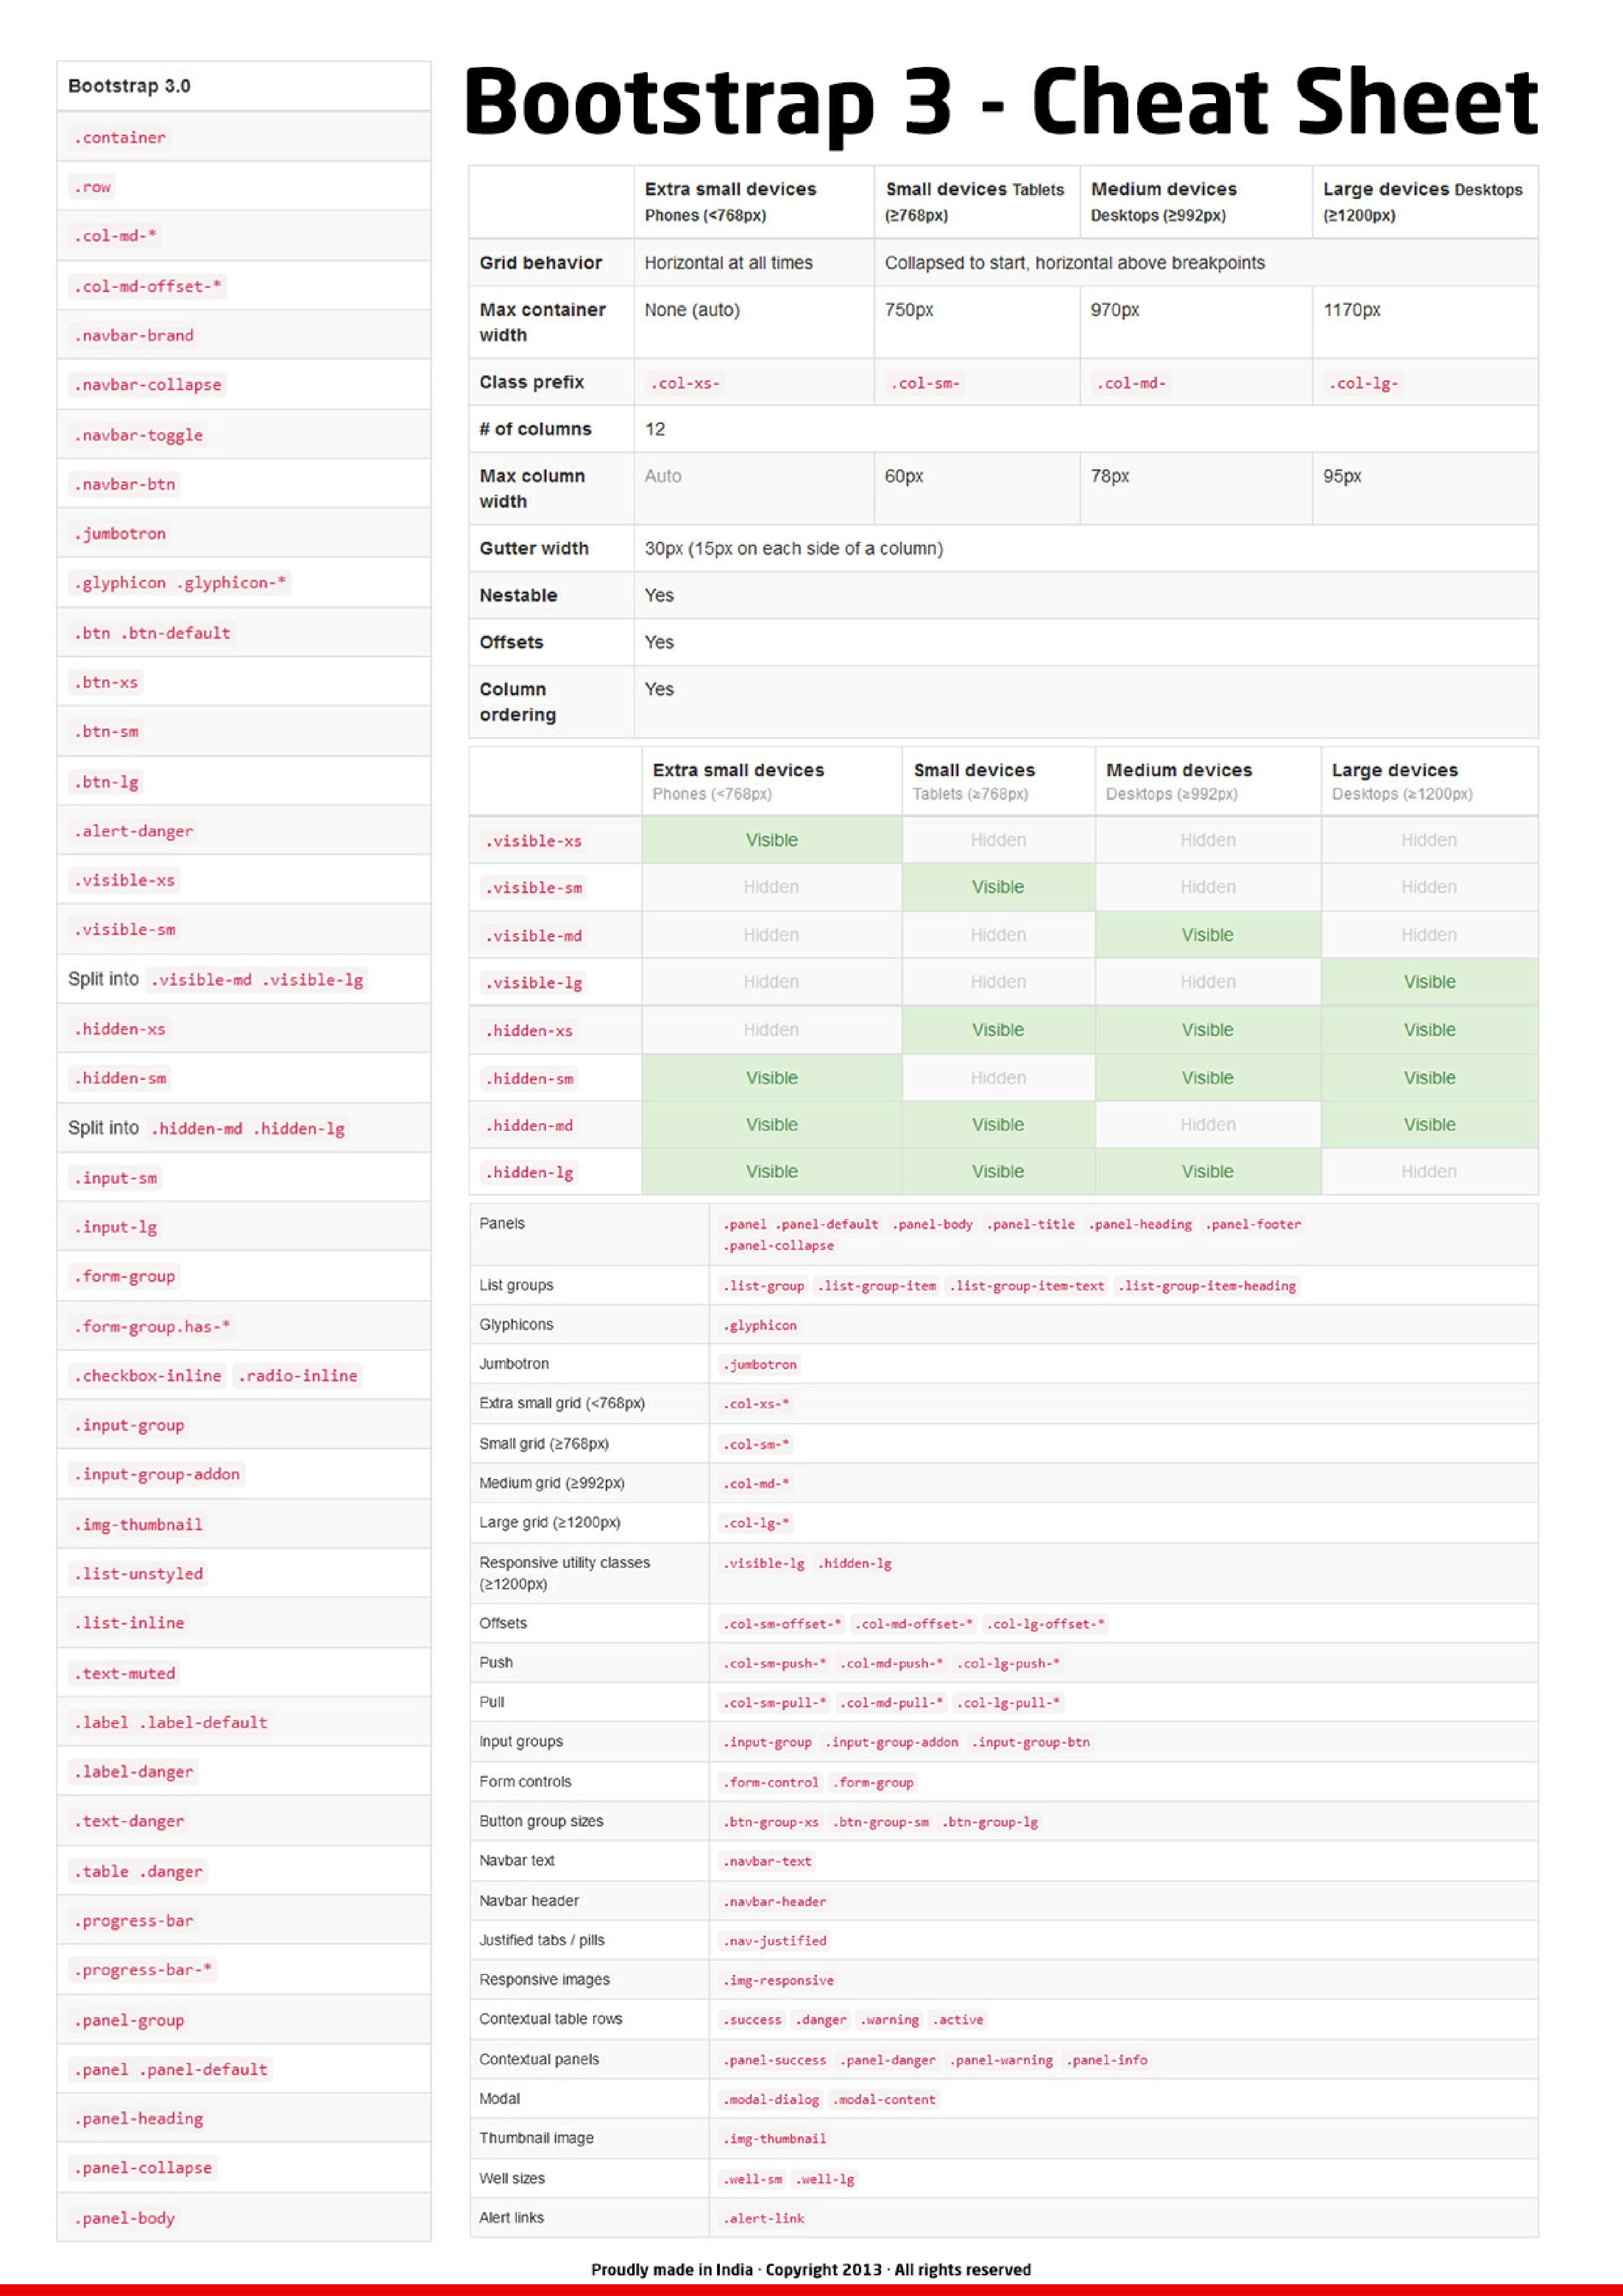 Bootstrap 3.0
.container
.row
.col-md-*
.col-md-offset-*
.navbar-brand
.navbar-collapse
.navbar-toggle
.navbar-btn
.jumbotron
.glyphicon .glyphicon-*
.btn .btn-default
.btn-xs
.btn-sm
.btn-lg
.alert-danger
.visible-xs
.visible-sm
Split into .visible-md .visible-lg
.hidden-xs
.hidden-sm
Split into .hidden-md .hidden-lg
.input-sm
.input-lg
.form-group
.form-group.has-*
.checkbox-inline .radio-inline
.input-group
.input-group-addon
.img-thumbnail
.list-unstyled
.list-inline
.text-muted
.label .label-default
.label-danger
.text-danger
.table .danger
.progress-bar
.progress-bar-*
.panel-group
.panel .panel-default
.panel-heading
.panel-collapse
.panel-body
Bootstrap 3 - Cheat Sheet
Extra small devices Small devices Tablets Medium devices Large devices Desktops
Phones (<768px) (≥768px) Desktops (≥992px) (≥1200px)
Grid behavior Horizontal at all times Collapsed to start, horizontal above breakpoints
Max container None (auto) 750px 970px 1170px
width
Class prefix .col-xs- .col-sm- .col-md- .col-lg-
# of columns 12
Max column Auto 60px 78px 95px
width
Gutter width 30px (15px on each side of a column)
Nestable Yes
Offsets Yes
Column Yes
ordering
Extra small devices Small devices Medium devices Large devices
Phones (<768px) Tablets (≥768px) Desktops (≥992px) Desktops (≥1200px)
.visible-xs Visible Hidden Hidden Hidden
.visible-sm Hidden Visible Hidden Hidden
.visible-md Hidden Hidden Visible Hidden
.visible-lg Hidden Hidden Hidden Visible
.hidden-xs Hidden Visible Visible Visible
.hidden-sm Visible Hidden Visible Visible
.hidden-md Visible Visible Hidden Visible
.hidden-lg Visible Visible Visible Hidden
Panels .panel .panel-default .panel-body .panel-title .panel-heading .panel-footer
.panel-collapse
List groups .list-group .list-group-item .list-group-item-text .list-group-item-heading
Glyphicons .glyphicon
Jumbotron .jumbotron
Extra small grid (<768px) .col-xs-*
Small grid (≥768px) .col-sm-*
Medium grid (≥992px) .col-md-*
Large grid (≥1200px) .col-lg-*
Responsive utility classes .visible-lg .hidden-lg
(≥1200px)
Offsets .col-sm-offset-* .col-md-offset-* .col-lg-offset-*
Push .col-sm-push-* .col-md-push-* .col-lg-push-*
Pull .col-sm-pull-* .col-md-pull-* .col-lg-pull-*
Input groups .input-group .input-group-addon .input-group-btn
Form controls .form-control .form-group
Button group sizes .btn-group-xs .btn-group-sm .btn-group-lg
Navbar text .navbar-text
Navbar header .navbar-header
Justified tabs / pills .nav-justified
Responsive images .img-responsive
Contextual table rows .success .danger .warning .active
Contextual panels .panel-success .panel-danger .panel-warning .panel-info
Modal .modal-dialog .modal-content
Thumbnail image .img-thumbnail
Well sizes .well-sm .well-lg
Alert links .alert-link
Proudly made in India · Copyright 2013 · All rights reserved